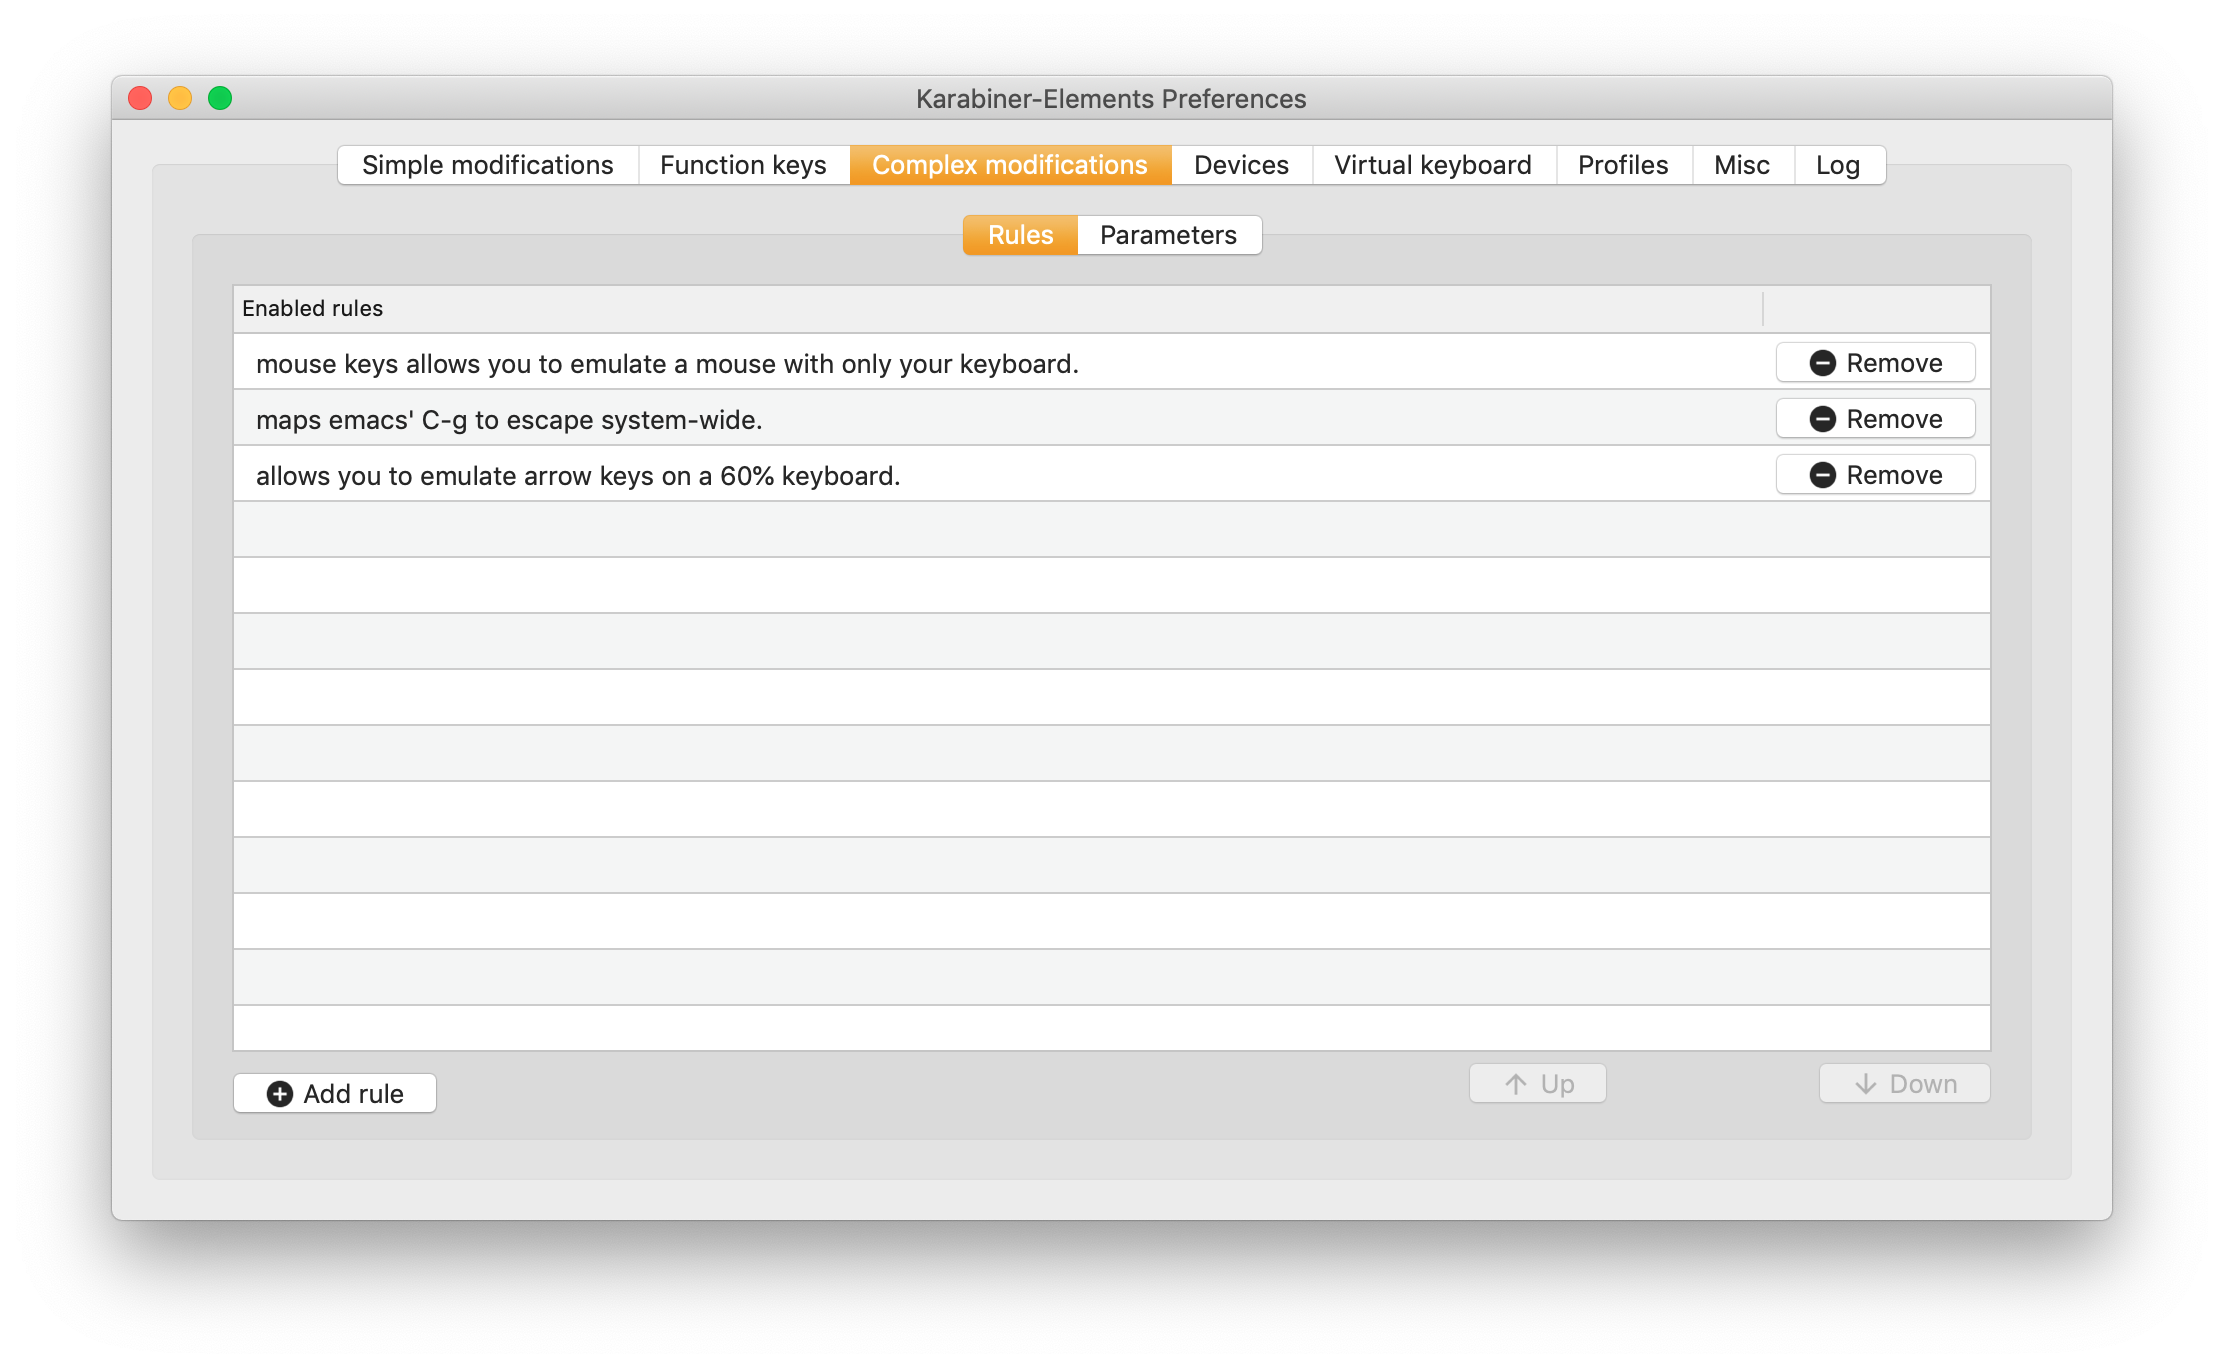 Karabiner-Elements Preferences
Simple modifications Function keys Complex modifications Devices Virtual keyboard Profiles Misc Log
Rules Parameters
Enabled rules
mouse keys allows you to emulate a mouse with only your keyboard. Remove
maps emacs' C-g to escape system-wide. Remove
allows you to emulate arrow keys on a 60% keyboard. Remove
Add rule Up Down